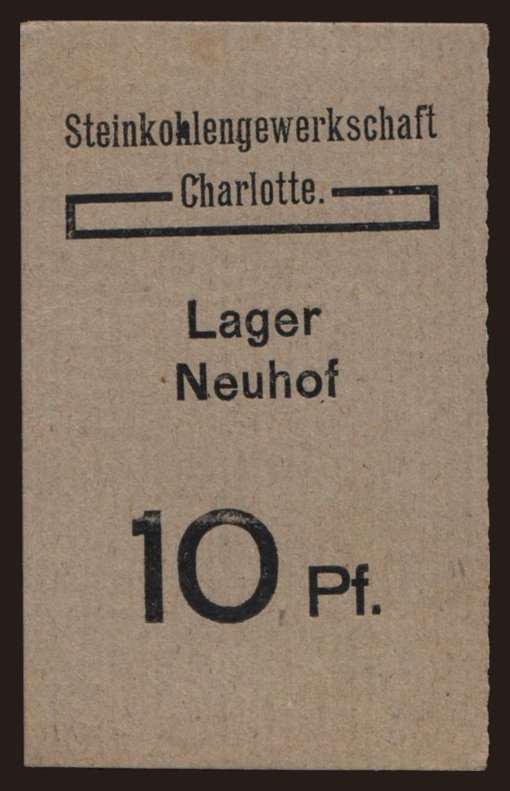 Steinkohlengewerkschaft
Charlotte.
Lager
Neuhof
10 Pf.